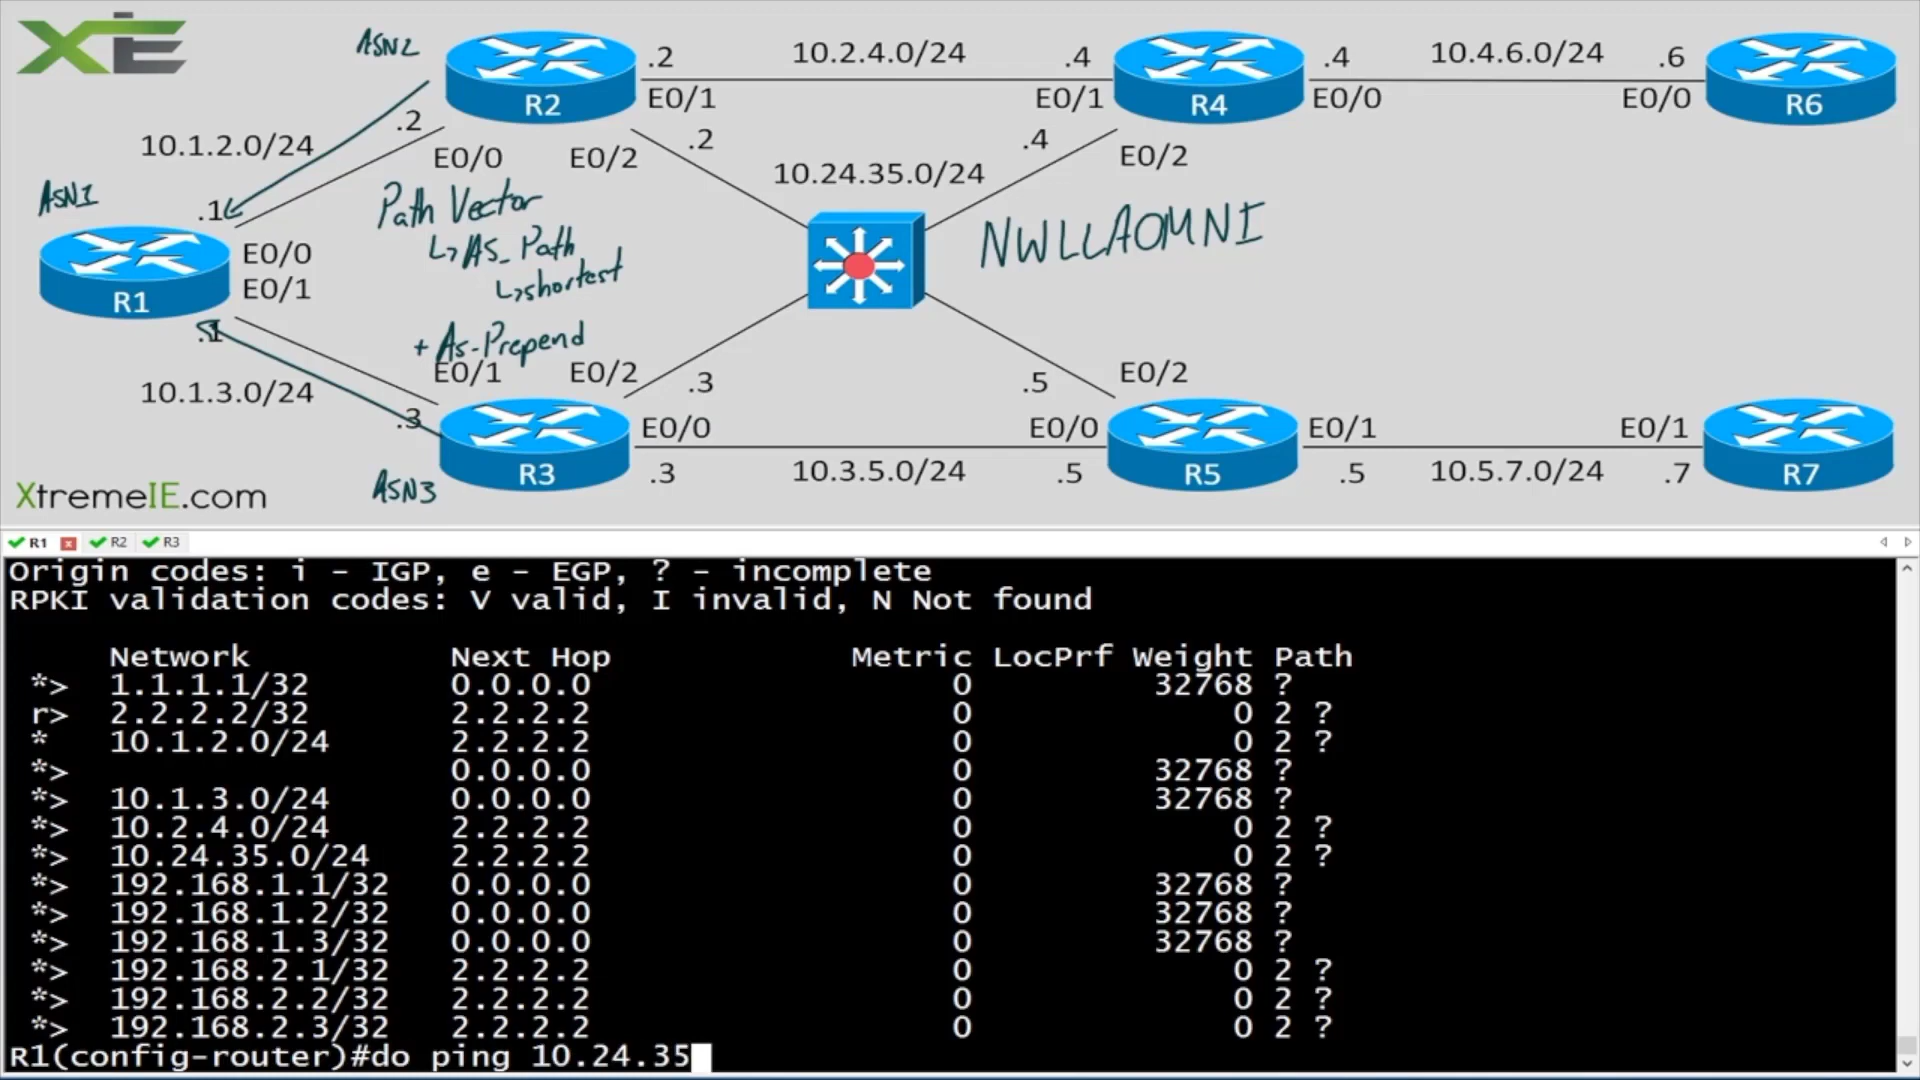 XIE
ASN2
R2
.2
10.2.4.0/24
.4
R4
.4
10.4.6.0/24
.6
R6
E0/1
E0/1
E0/0
E0/0
10.1.2.0/24
.2
E0/0
E0/2
.2
10.24.35.0/24
.4
E0/2
ASN1
.1
Path Vector
↳ AS_Path
↳ shortest
NWLLAOMNI
R1
E0/0
E0/1
.1
+ As-Prepend
E0/1
E0/2
10.1.3.0/24
.3
.3
.5
E0/2
R3
E0/0
E0/0
R5
E0/1
E0/1
R7
.3
10.3.5.0/24
.5
.5
10.5.7.0/24
.7
ASN3
XtremeIE.com
R1 R2 R3
Origin codes: i - IGP, e - EGP, ? - incomplete
RPKI validation codes: V valid, I invalid, N Not found
Network Next Hop Metric LocPrf Weight Path
*> 1.1.1.1/32 0.0.0.0 0 32768 ?
r> 2.2.2.2/32 2.2.2.2 0 0 2 ?
* 10.1.2.0/24 2.2.2.2 0 0 2 ?
*> 0.0.0.0 0 32768 ?
*> 10.1.3.0/24 0.0.0.0 0 32768 ?
*> 10.2.4.0/24 2.2.2.2 0 0 2 ?
*> 10.24.35.0/24 2.2.2.2 0 0 2 ?
*> 192.168.1.1/32 0.0.0.0 0 32768 ?
*> 192.168.1.2/32 0.0.0.0 0 32768 ?
*> 192.168.1.3/32 0.0.0.0 0 32768 ?
*> 192.168.2.1/32 2.2.2.2 0 0 2 ?
*> 192.168.2.2/32 2.2.2.2 0 0 2 ?
*> 192.168.2.3/32 2.2.2.2 0 0 2 ?
R1(config-router)#do ping 10.24.35